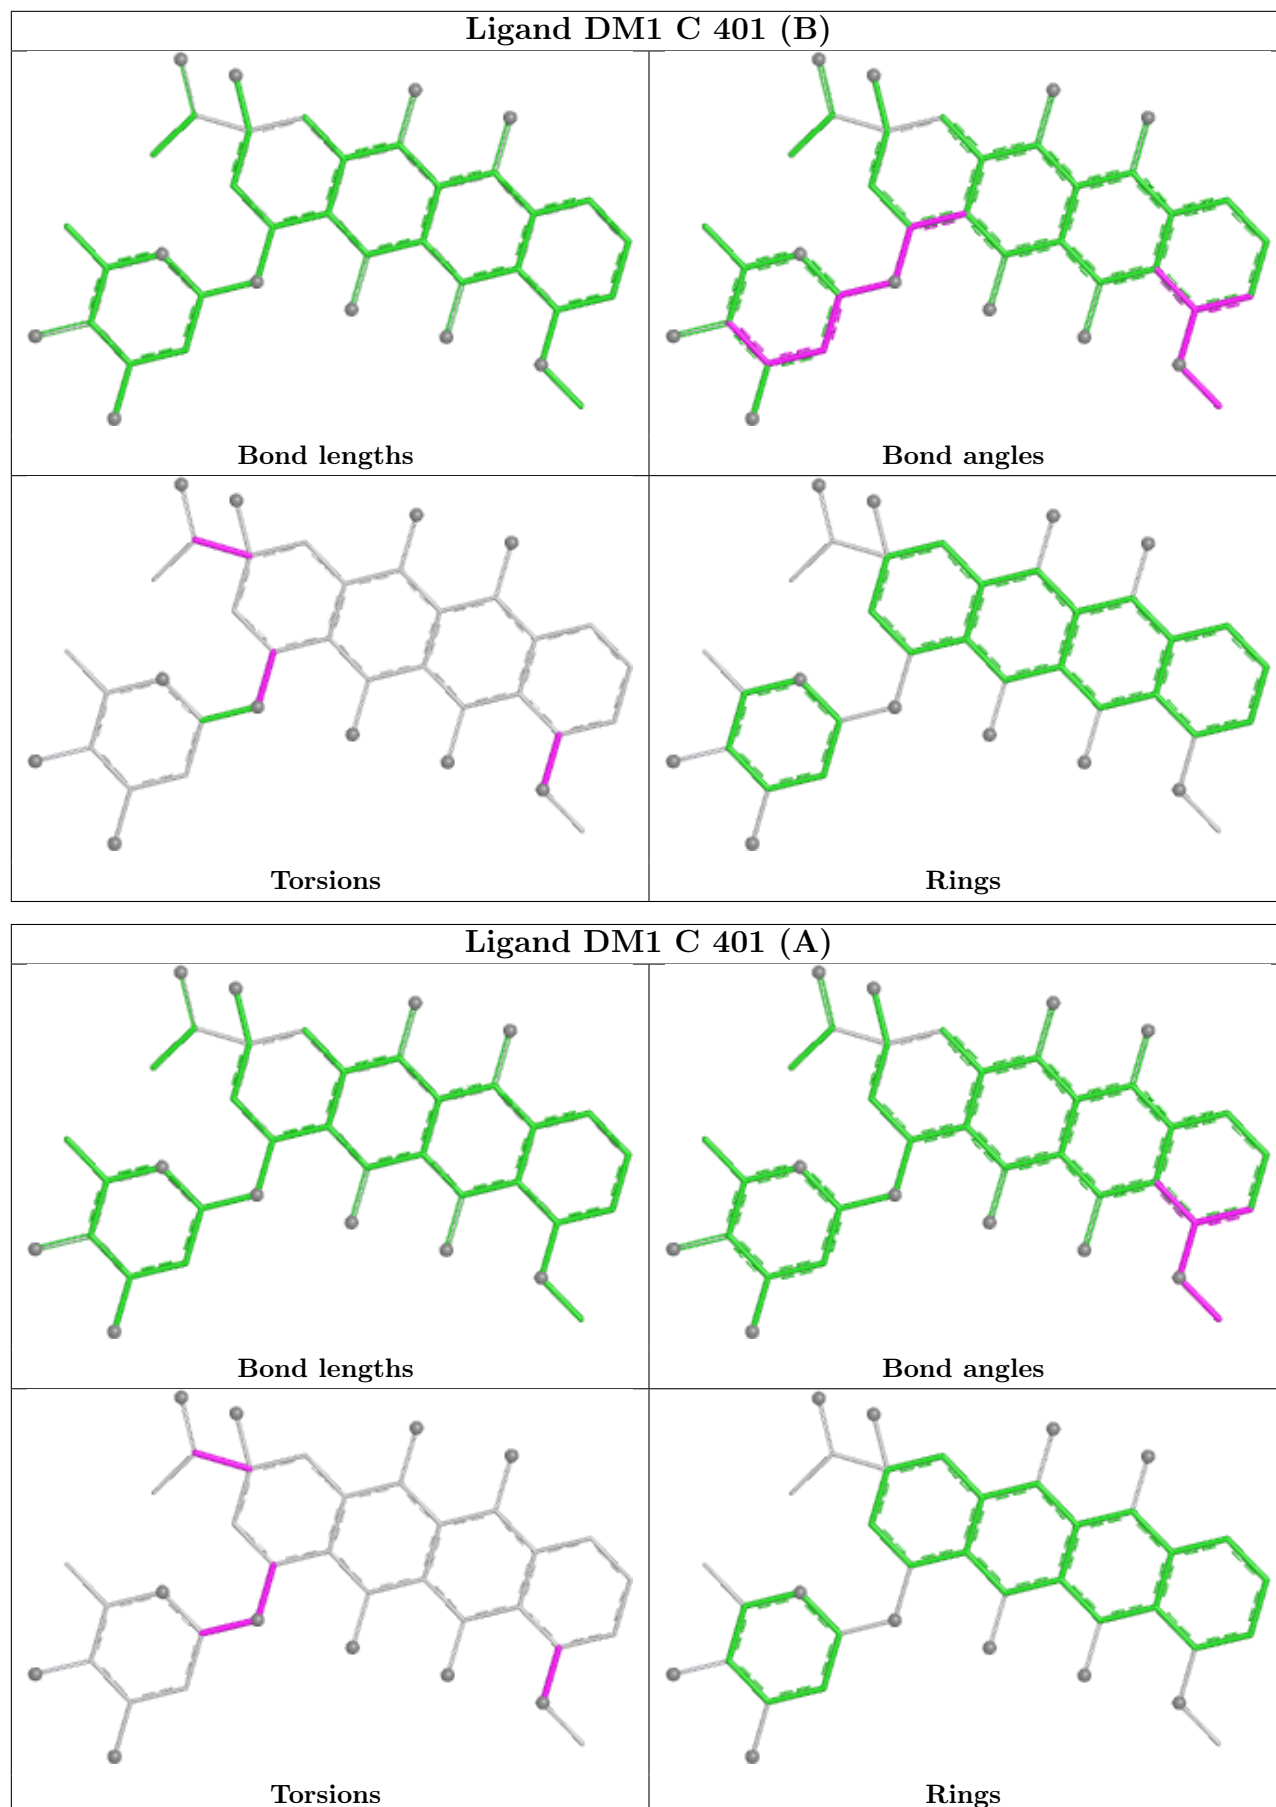 Ligand DM1 C 401 (B)
Bond lengths
Bond angles
Torsions
Rings
Ligand DM1 C 401 (A)
Bond lengths
Bond angles
Torsions
Rings